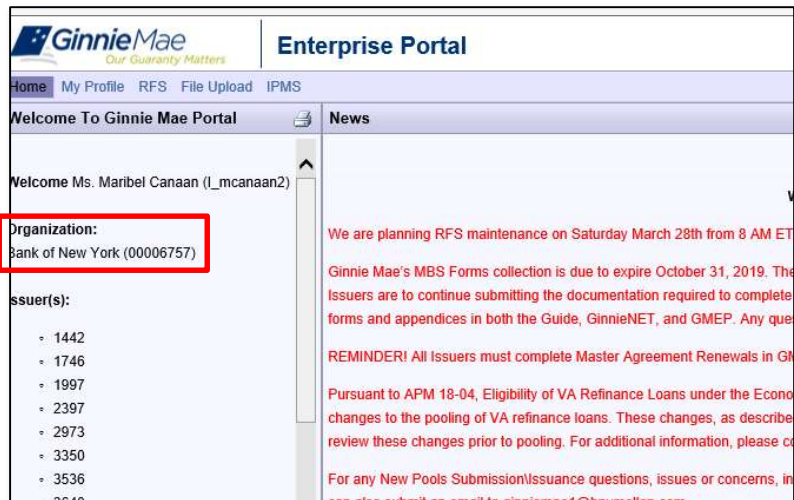 GinnieMae
Our Guaranty Matters
Enterprise Portal
Home My Profile RFS File Upload IPMS
Welcome To Ginnie Mae Portal
News
Welcome Ms. Maribel Canaan (I_mcanaan2)
Organization:
Bank of New York (00006757)
Issuer(s):
1442
1746
1997
2397
2973
3350
3536
We are planning RFS maintenance on Saturday March 28th from 8 AM ET
Ginnie Mae's MBS Forms collection is due to expire October 31, 2019. The
Issuers are to continue submitting the documentation required to complete
forms and appendices in both the Guide, GinnieNET, and GMEP. Any
REMINDER! All Issuers must complete Master Agreement Renewals in
Pursuant to APM 18-04, Eligibility of VA Refinance Loans under the
changes to the pooling of VA refinance loans. These changes, as
review these changes prior to pooling. For additional information, please
For any New Pools Submission\Issuance questions, issues or concerns,